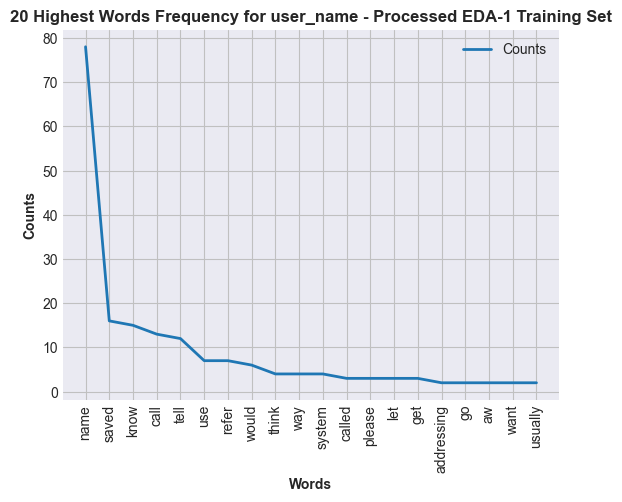 20 Highest Words Frequency for user_name - Processed EDA-1 Training Set
Counts
80
70
60
50
40
30
20
10
0
Counts
name
saved
know
call
tell
use
refer
would
think
way
system
called
please
let
get
addressing
go
aw
want
usually
Words